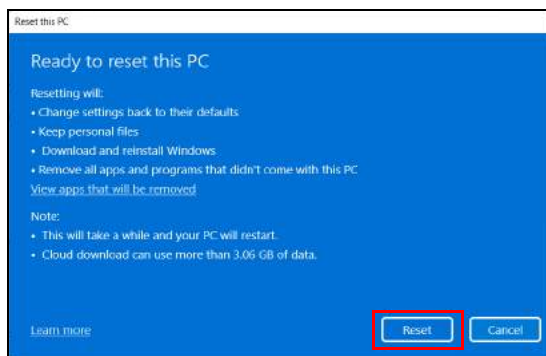 Reset this PC
Ready to reset this PC
Resetting will:
• Change settings back to their defaults
• Keep personal files
• Download and reinstall Windows
• Remove all apps and programs that didn't come with this PC
View apps that will be removed
Note:
• This will take a while and your PC will restart.
• Cloud download can use more than 3.06 GB of data.
Learn more
Reset
Cancel